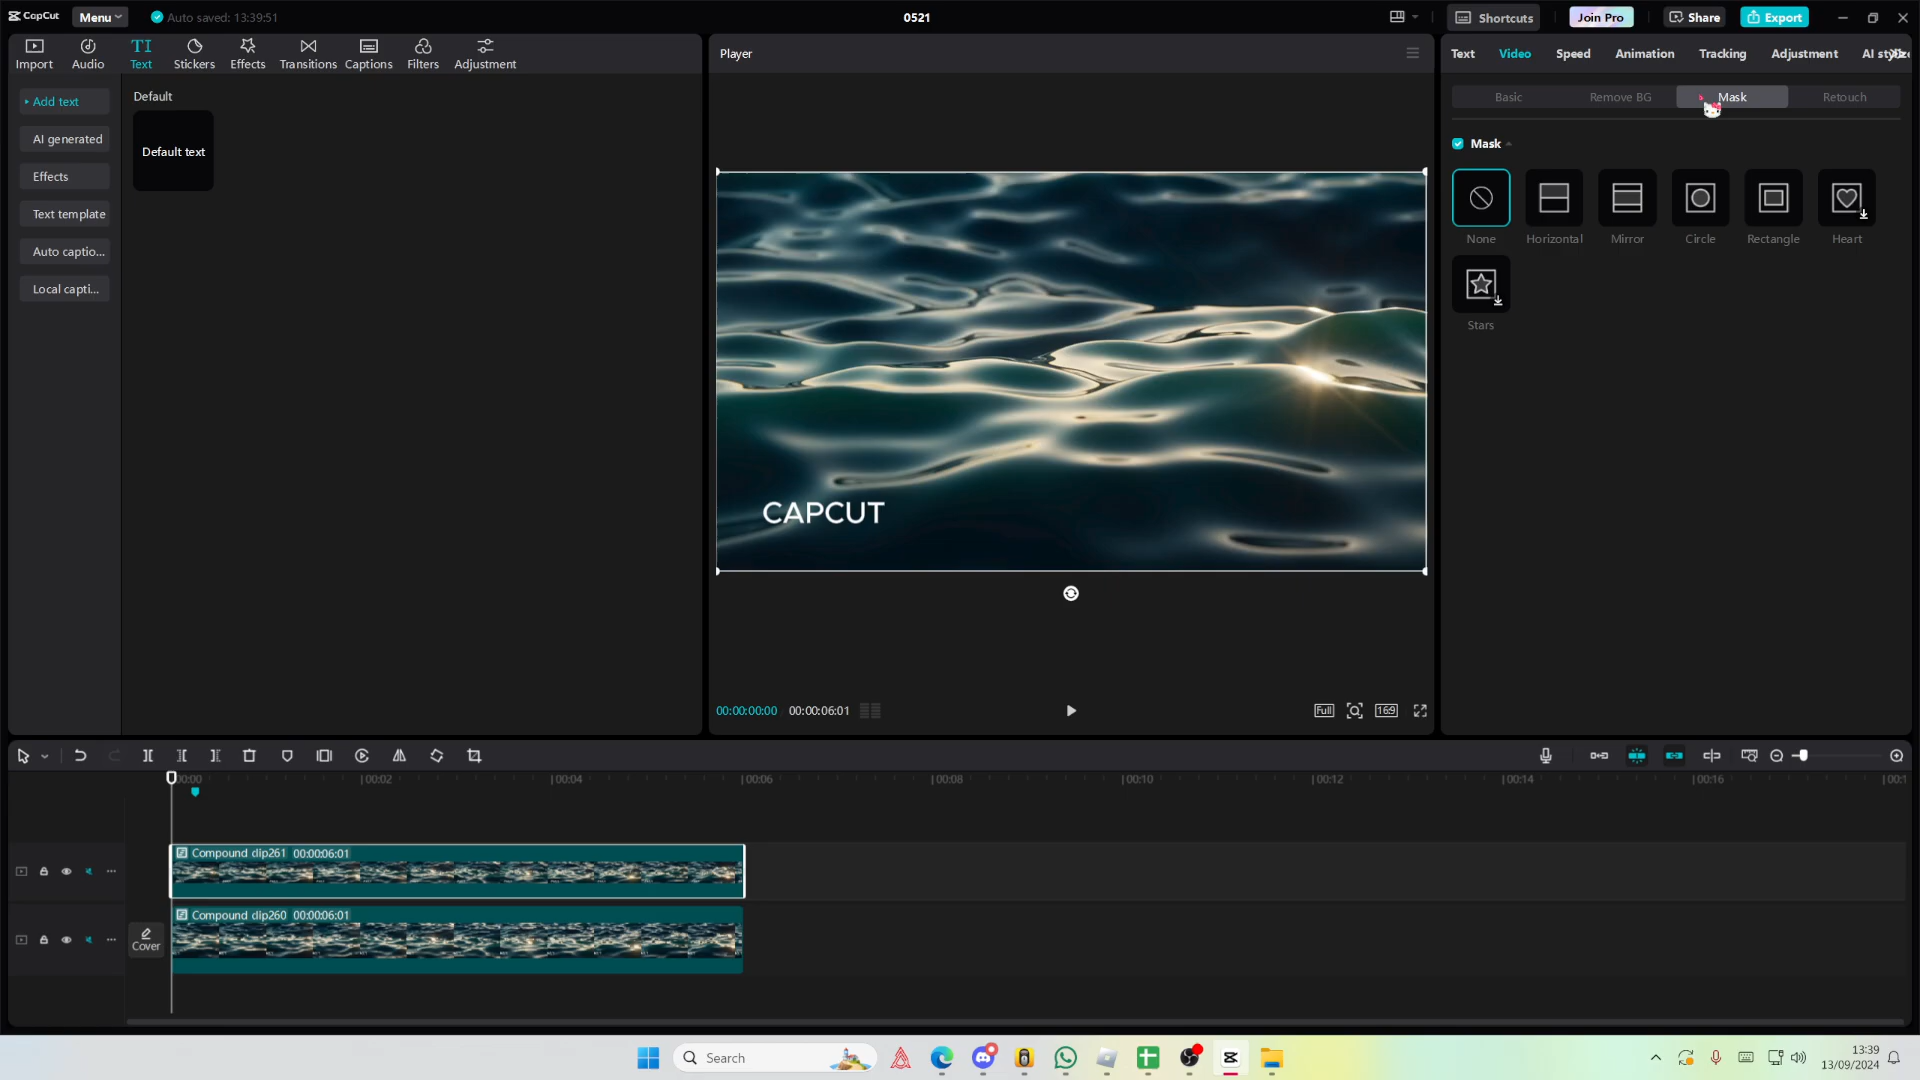 CapCut Menu Auto saved: 13:39:51 0521 Shortcuts Join Pro Share Export
Import Audio Text Stickers Effects Transitions Captions Filters Adjustment
TI
Add text
AI generated
Effects
Text template
Auto captio...
Local capti...
Default
Default text
Player
CAPCUT
00:00:00:00 00:00:06:01 Full 16:9
Text Video Speed Animation Tracking Adjustment
Basic Remove BG Mask Retouch
Mask
None Horizontal Mirror Circle Rectangle Heart
Stars
00:00 00:02 00:04 00:06 00:08 00:10 00:12 00:14 00:16
Compound clip261 00:00:06:01
Compound clip260 00:00:06:01
Cover
Search
13:39
13/09/2024